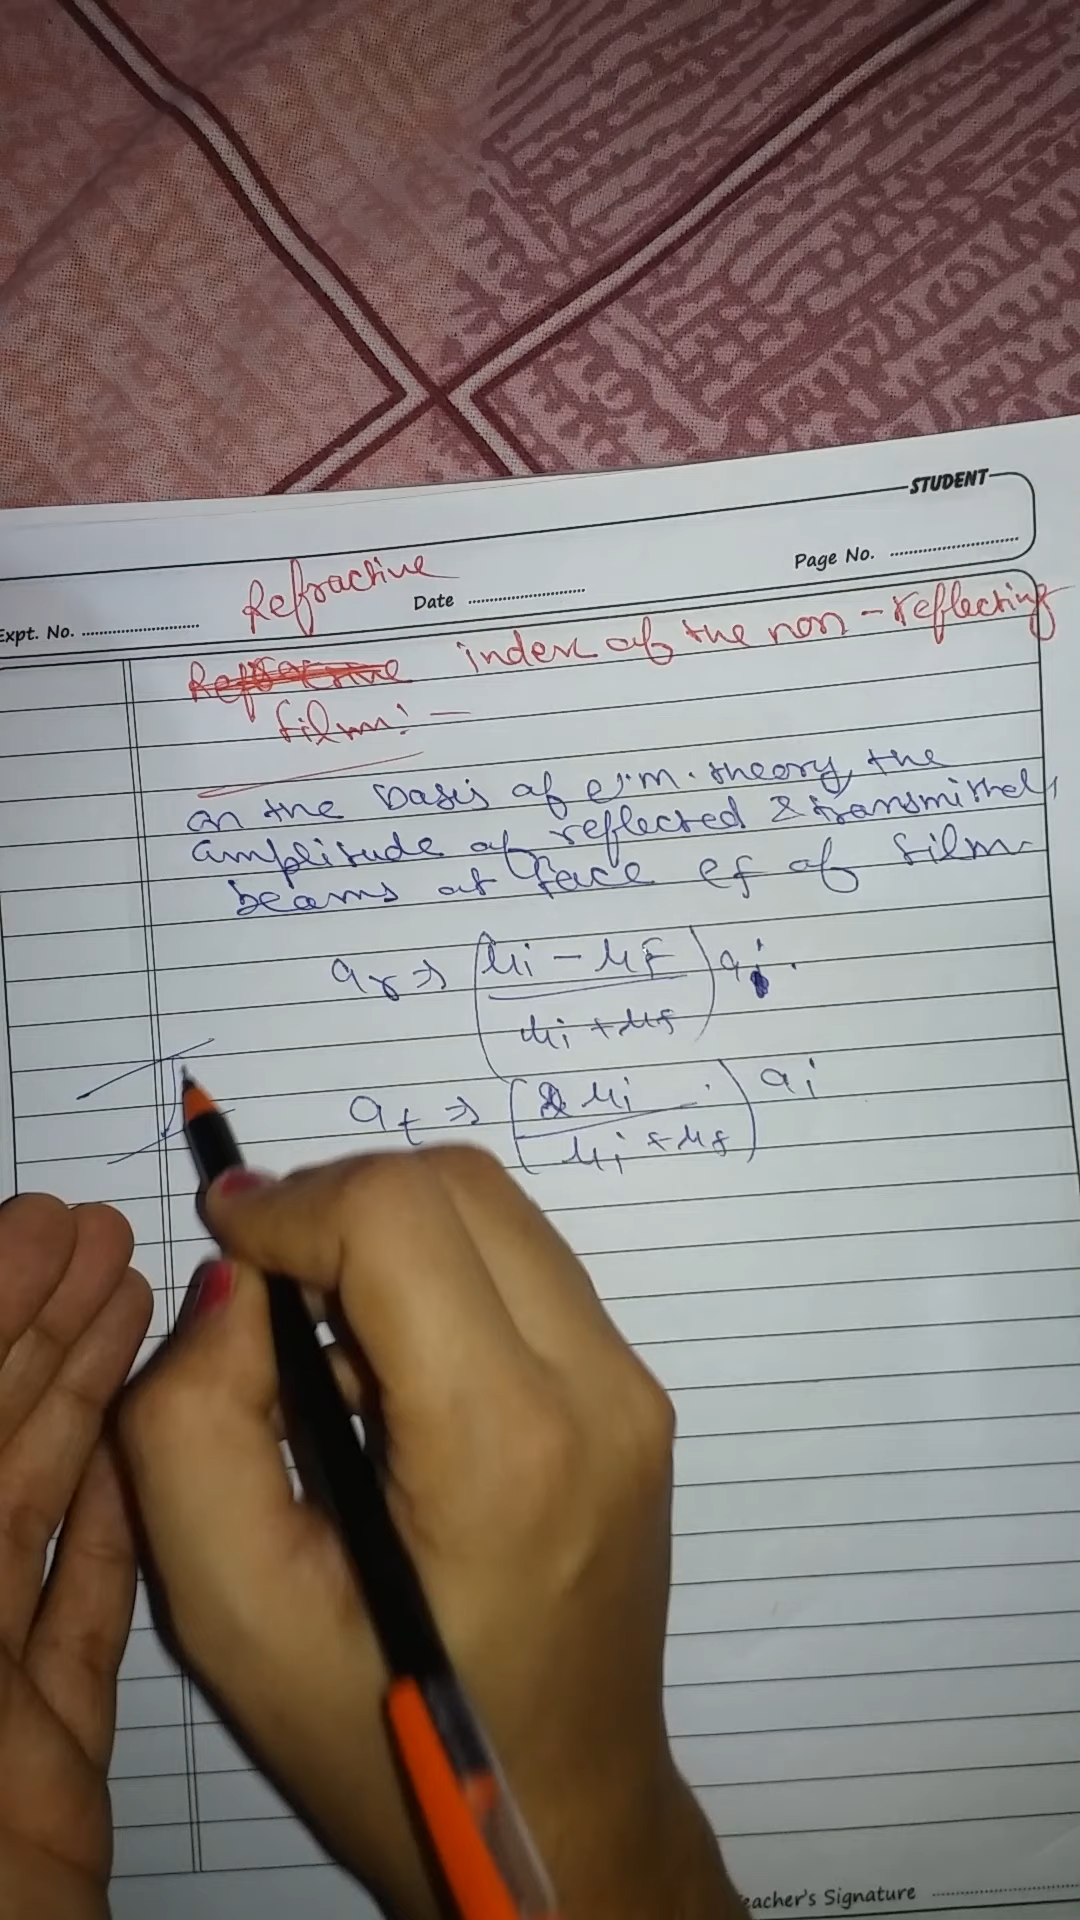 STUDENT
Page No.
Refractive
Date
Expt. No.
Refractive index of the non-reflecting
film:-
on the basis of e.m. theory, the
amplitude of reflected & transmitted
beams at face ef of film
ar ⇒ (μi - μf / μi + μf) ai
at ⇒ (2μi / μi + μf) ai
eacher's Signature